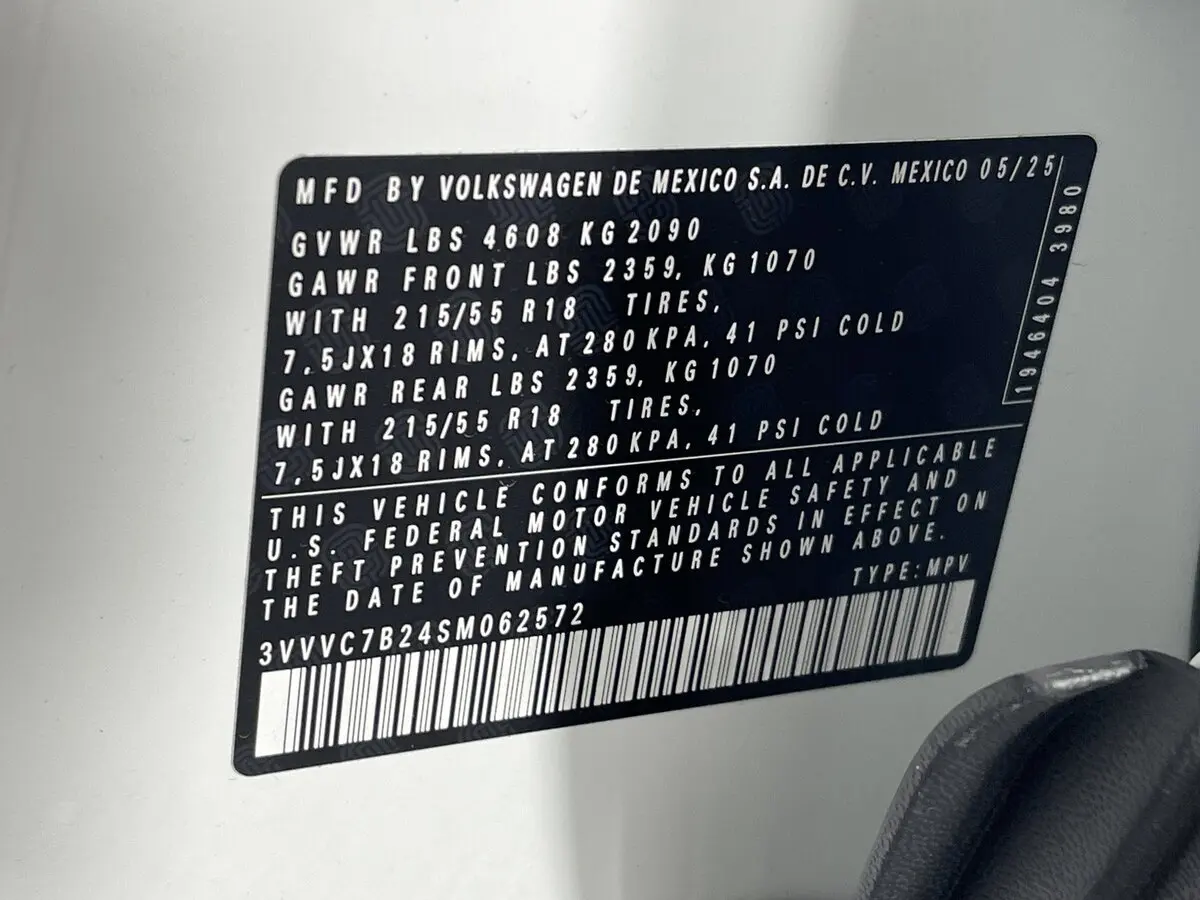 MFD BY VOLKSWAGEN DE MEXICO S.A. DE C.V. MEXICO 05/25
GVWR LBS 4608 KG 2090
GAWR FRONT LBS 2359, KG 1070
WITH 215/55 R18 TIRES,
7,5JX18 RIMS, AT 280 KPA, 41 PSI COLD
GAWR REAR LBS 2359, KG 1070
WITH 215/55 R18 TIRES,
7,5JX18 RIMS, AT 280 KPA, 41 PSI COLD
1946404 3980
THIS VEHICLE CONFORMS TO ALL APPLICABLE
U.S. FEDERAL MOTOR VEHICLE SAFETY AND
THEFT PREVENTION STANDARDS IN EFFECT ON
THE DATE OF MANUFACTURE SHOWN ABOVE.
TYPE: MPV
3VVVC7B24SM062572